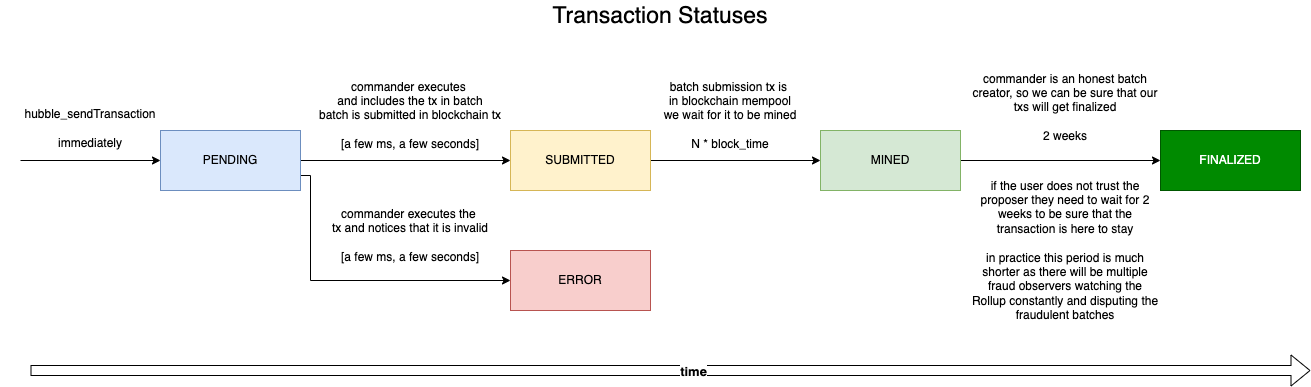 Transaction Statuses
hubble_sendTransaction
immediately
PENDING
commander executes
and includes the tx in batch
batch is submitted in blockchain tx
[a few ms, a few seconds]
SUBMITTED
commander executes the
tx and notices that it is invalid
[a few ms, a few seconds]
ERROR
batch submission tx is
in blockchain mempool
we wait for it to be mined
N * block_time
MINED
commander is an honest batch
creator, so we can be sure that our
txs will get finalized
2 weeks
FINALIZED
if the user does not trust the
proposer they need to wait for 2
weeks to be sure that the
transaction is here to stay
in practice this period is much
shorter as there will be multiple
fraud observers watching the
Rollup constantly and disputing the
fraudulent batches
time